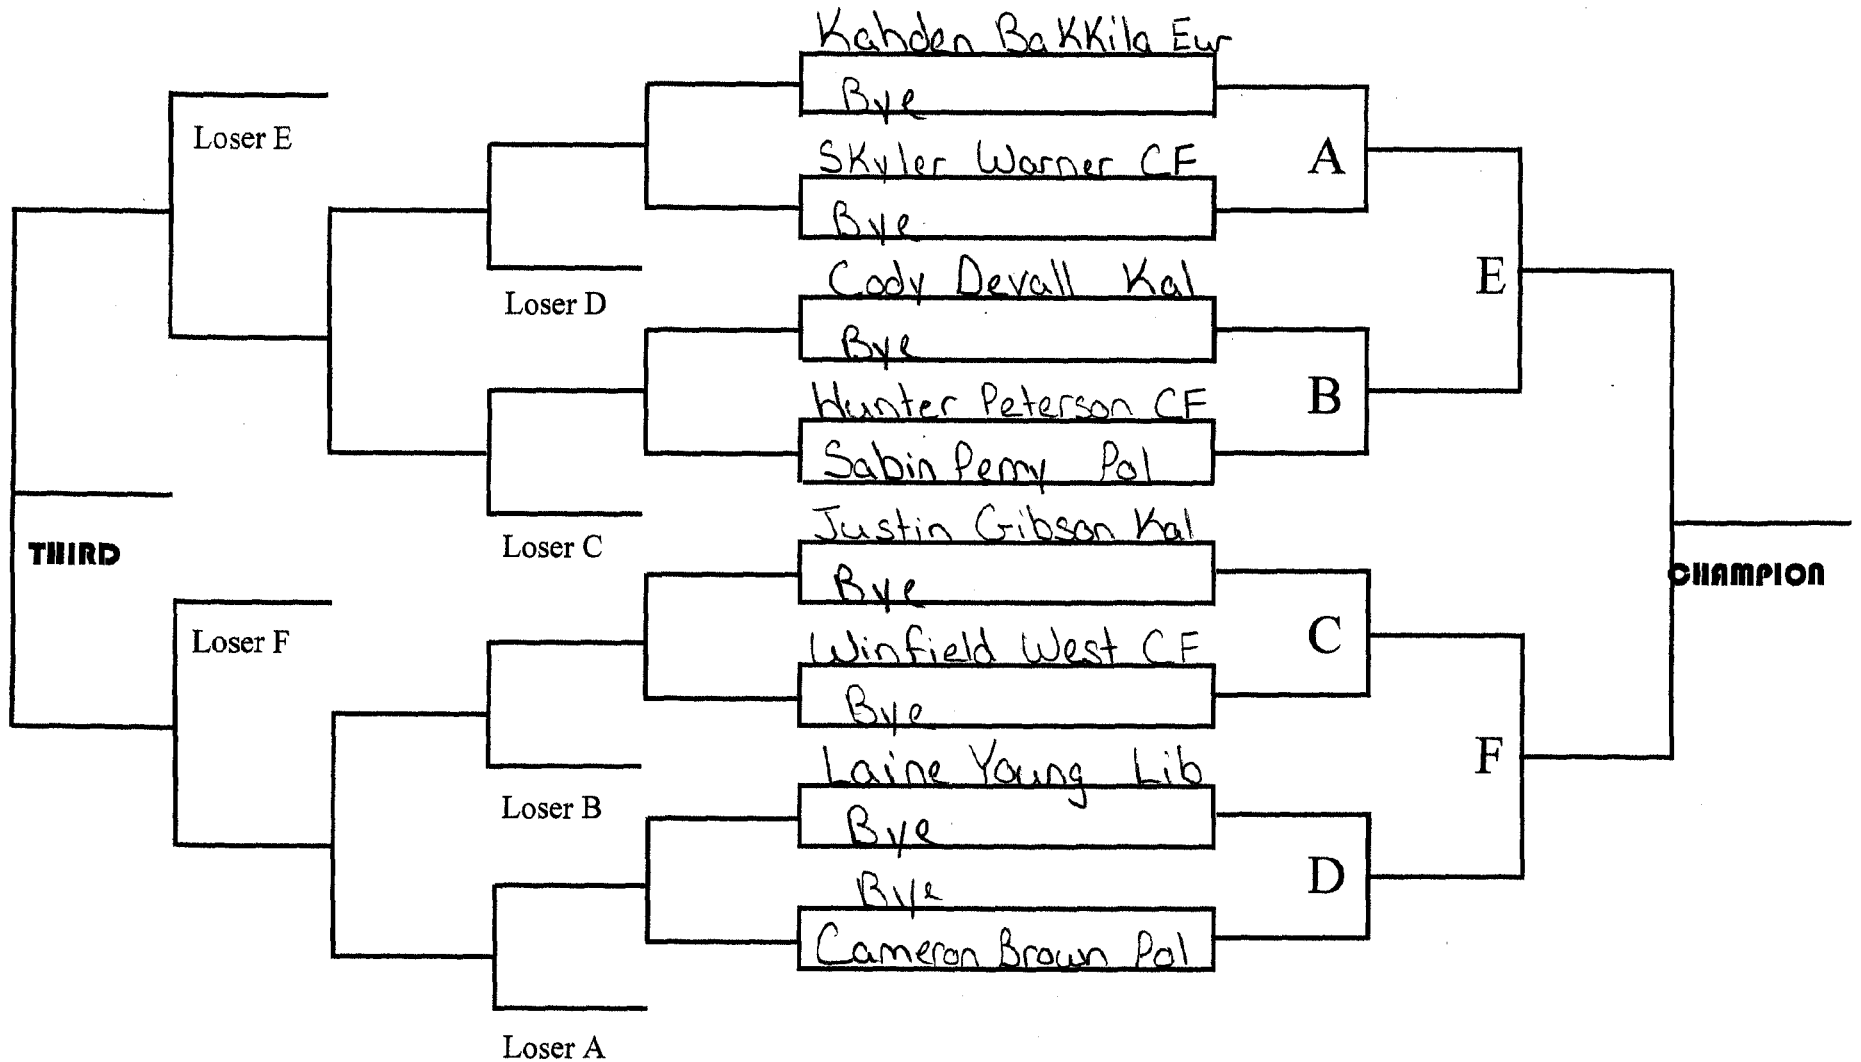 Kahden Bakkila Eur
Bye
Loser E
Skyler Warner CF
A
Bye
Cody Devall Kal
E
Loser D
Bye
Hunter Peterson CF
B
Sabin Perry Pol
Justin Gibson Kal
Loser C
THIRD
CHAMPION
Bye
Loser F
Winfield West CF
C
Bye
Laine Young Lib
F
Loser B
Bye
Bye
D
Cameron Brown Pol
Loser A